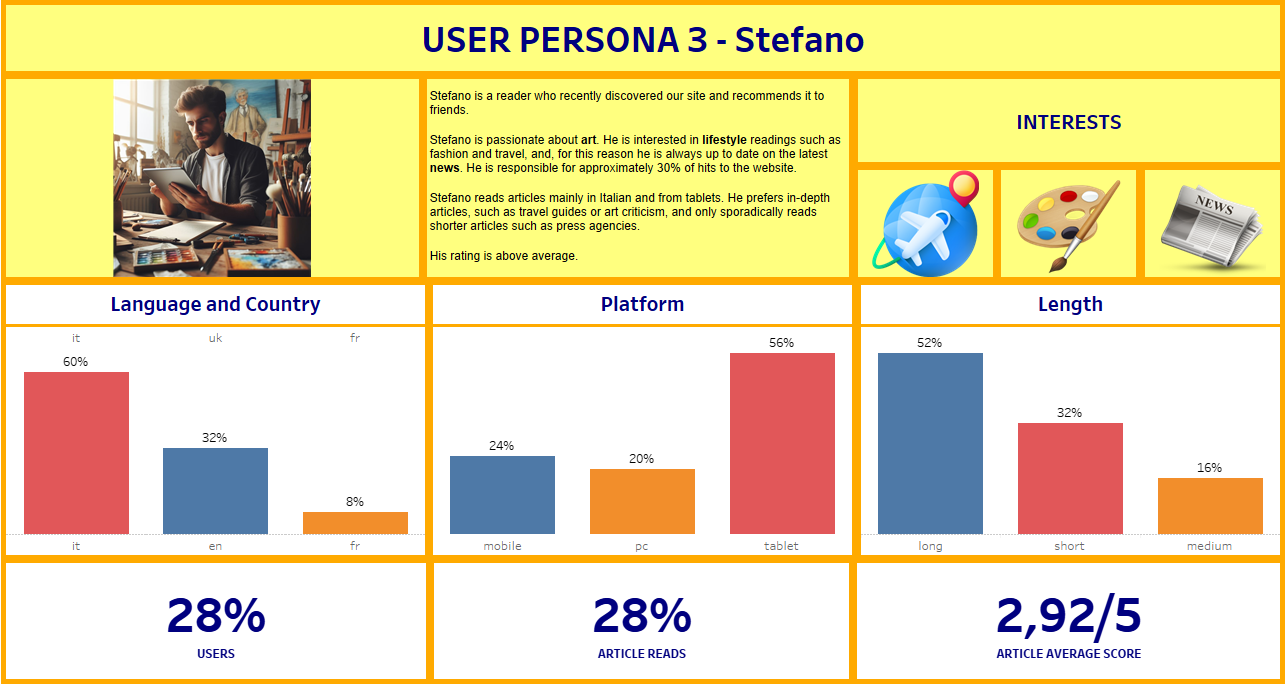 USER PERSONA 3 - Stefano
Stefano is a reader who recently discovered our site and recommends it to
friends.
Stefano is passionate about art. He is interested in lifestyle readings such as
fashion and travel, and, for this reason he is always up to date on the latest
news. He is responsible for approximately 30% of hits to the website.
Stefano reads articles mainly in Italian and from tablets. He prefers in-depth
articles, such as travel guides or art criticism, and only sporadically reads
shorter articles such as press agencies.
His rating is above average.
INTERESTS
NEWS
Language and Country
it uk fr
60%
32%
8%
it en fr
Platform
24%
20%
56%
mobile pc tablet
Length
52%
32%
16%
long short medium
28%
USERS
28%
ARTICLE READS
2,92/5
ARTICLE AVERAGE SCORE